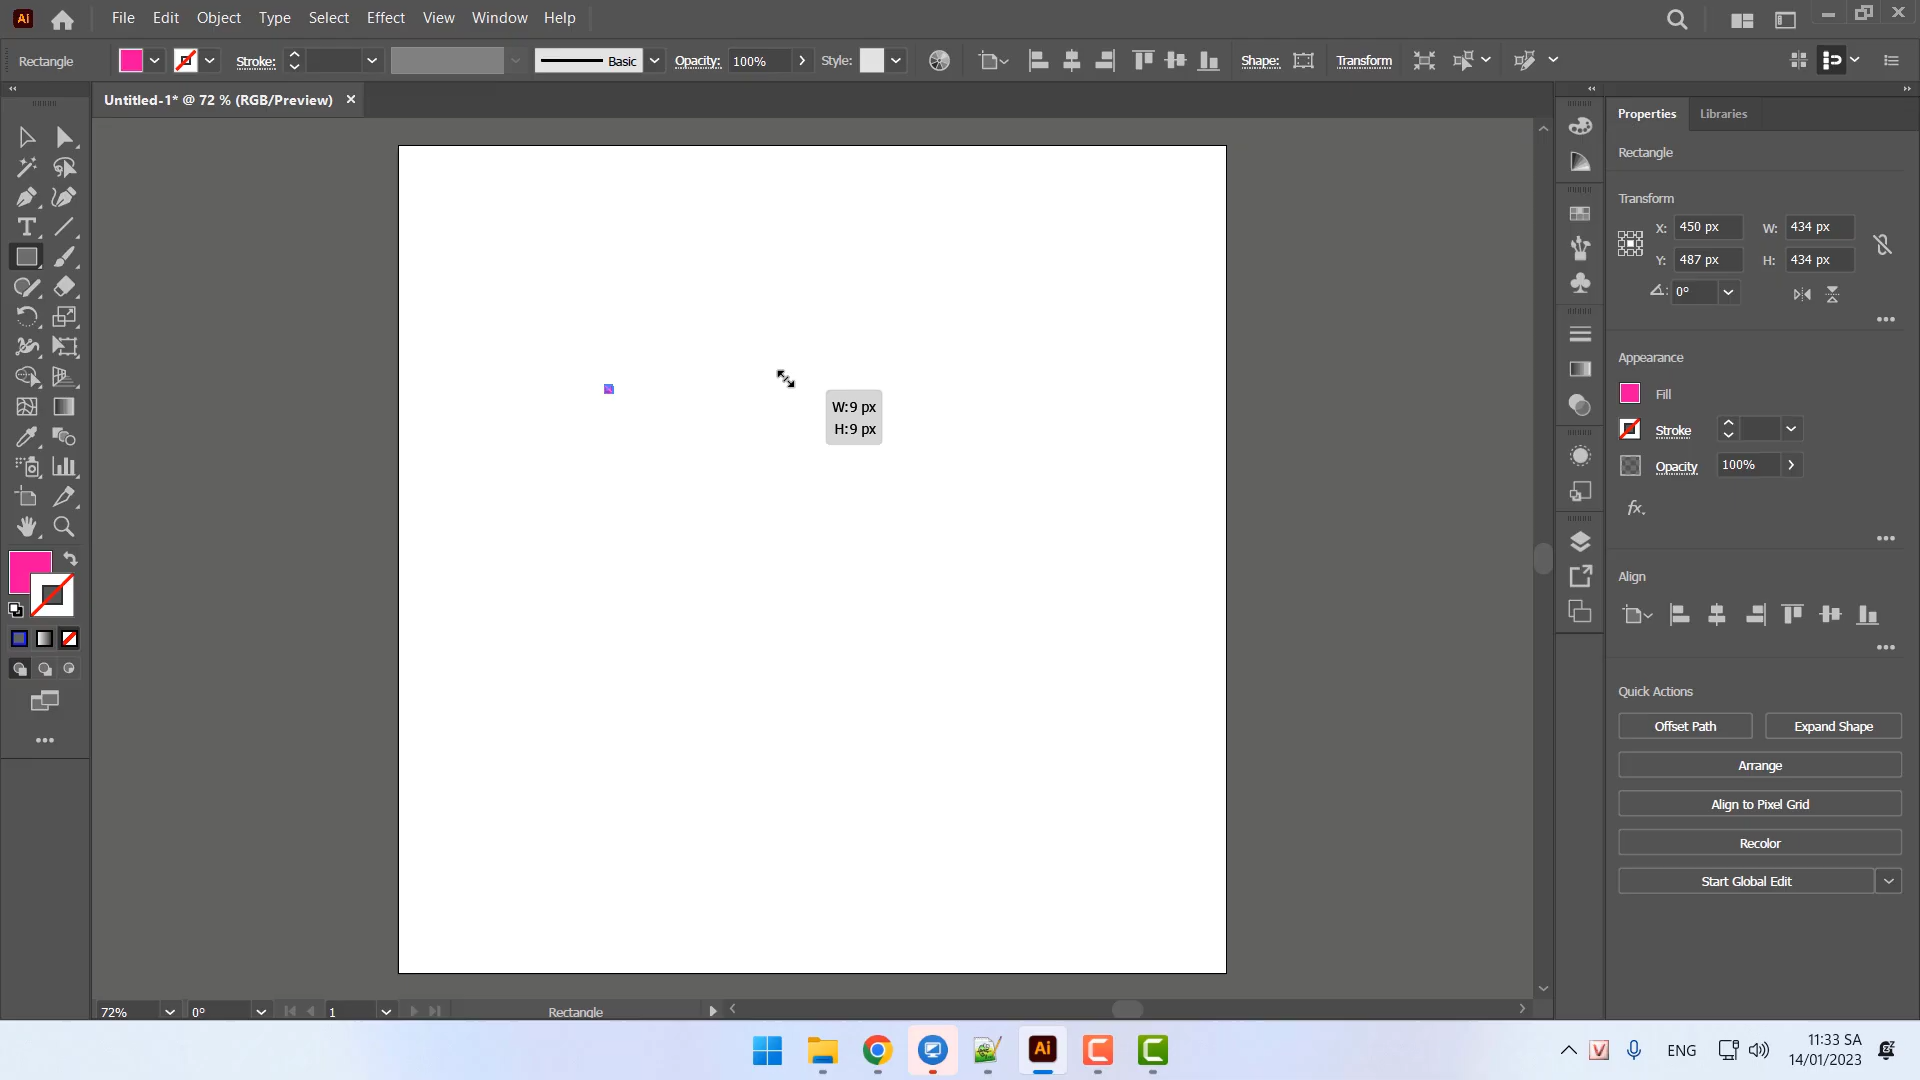 Ai File Edit Object Type Select Effect View Window Help
Rectangle Stroke: Basic Opacity: 100% Style: Shape: Transform
Untitled-1* @ 72 % (RGB/Preview) ×
Properties Libraries
Rectangle
Transform
X: 450 px W: 434 px
Y: 487 px H: 434 px
0°
Appearance
Fill
Stroke
Opacity 100%
fx.
Align
Quick Actions
Offset Path Expand Shape
Arrange
Align to Pixel Grid
Recolor
Start Global Edit
W:9 px
H:9 px
72% 0° 1 Rectangle
Ai
V ENG 11:33 SA
14/01/2023